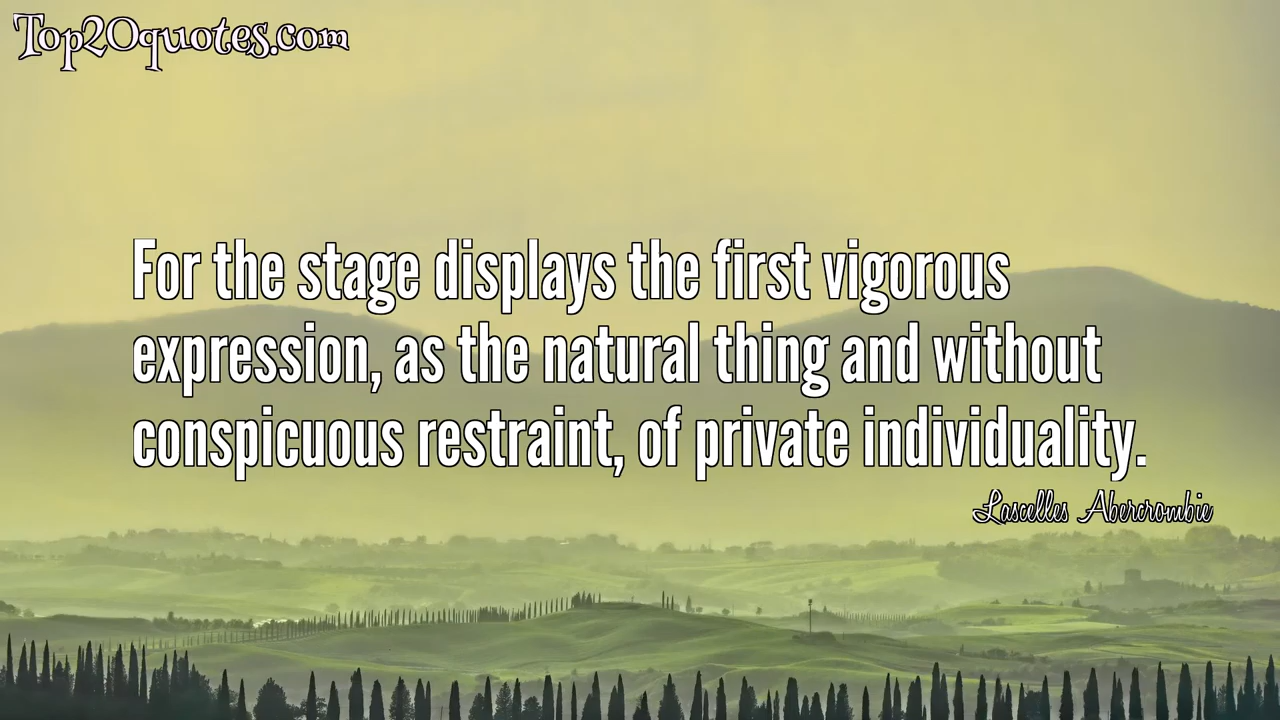 Top20quotes.com
For the stage displays the first vigorous
expression, as the natural thing and without
conspicuous restraint, of private individuality.
Lascelles Abercrombie